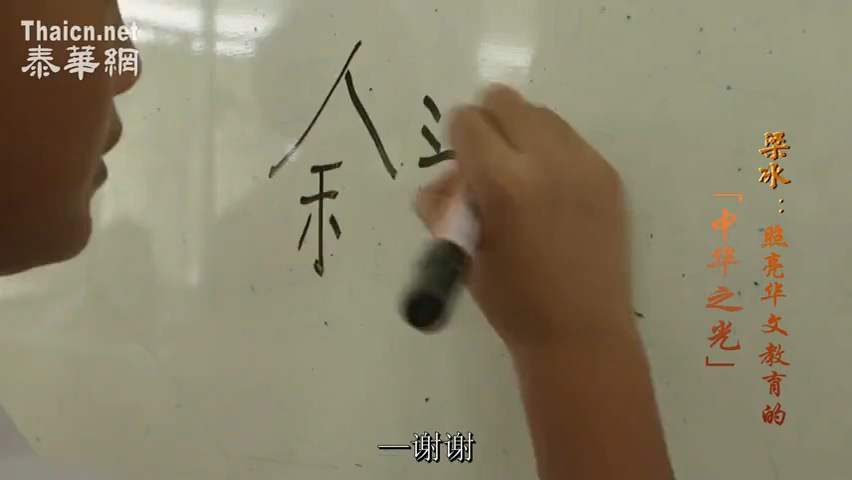 Thaicn.net
泰華網
余
梁冰：照亮华文教育的
「中华之光」
—谢谢